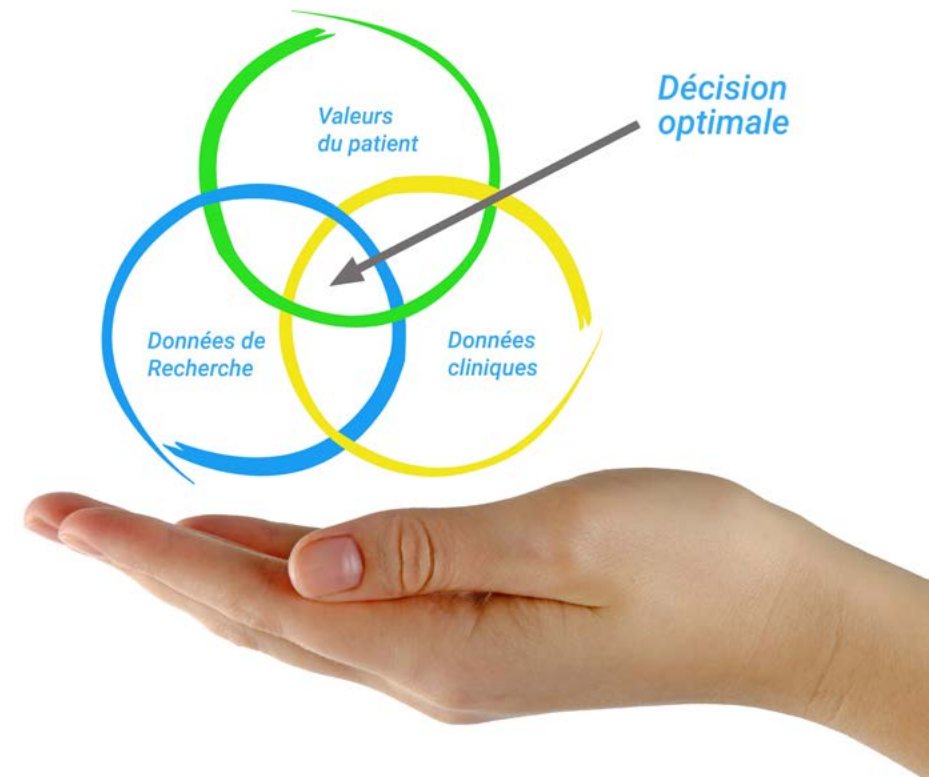 Valeurs
du patient
Décision
optimale
Données de
Recherche
Données
cliniques